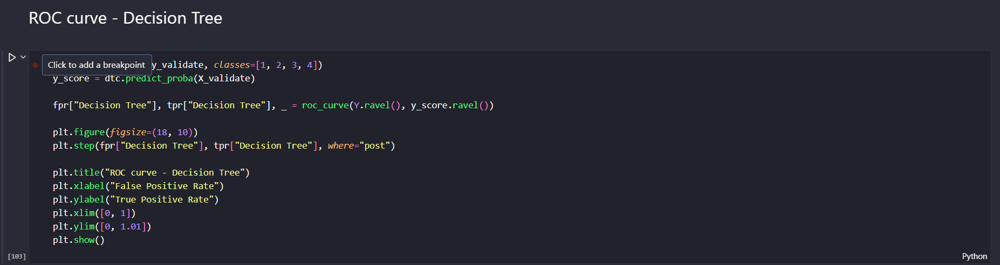 ROC curve - Decision Tree
Click to add a breakpoint y_validate, classes=[1, 2, 3, 4])
y_score = dtc.predict_proba(X_validate)
fpr["Decision Tree"], tpr["Decision Tree"], _ = roc_curve(Y.ravel(), y_score.ravel())
plt.figure(figsize=(18, 10))
plt.step(fpr["Decision Tree"], tpr["Decision Tree"], where="post")
plt.title("ROC curve - Decision Tree")
plt.xlabel("False Positive Rate")
plt.ylabel("True Positive Rate")
plt.xlim([0, 1])
plt.ylim([0, 1.01])
plt.show()
[103] Python